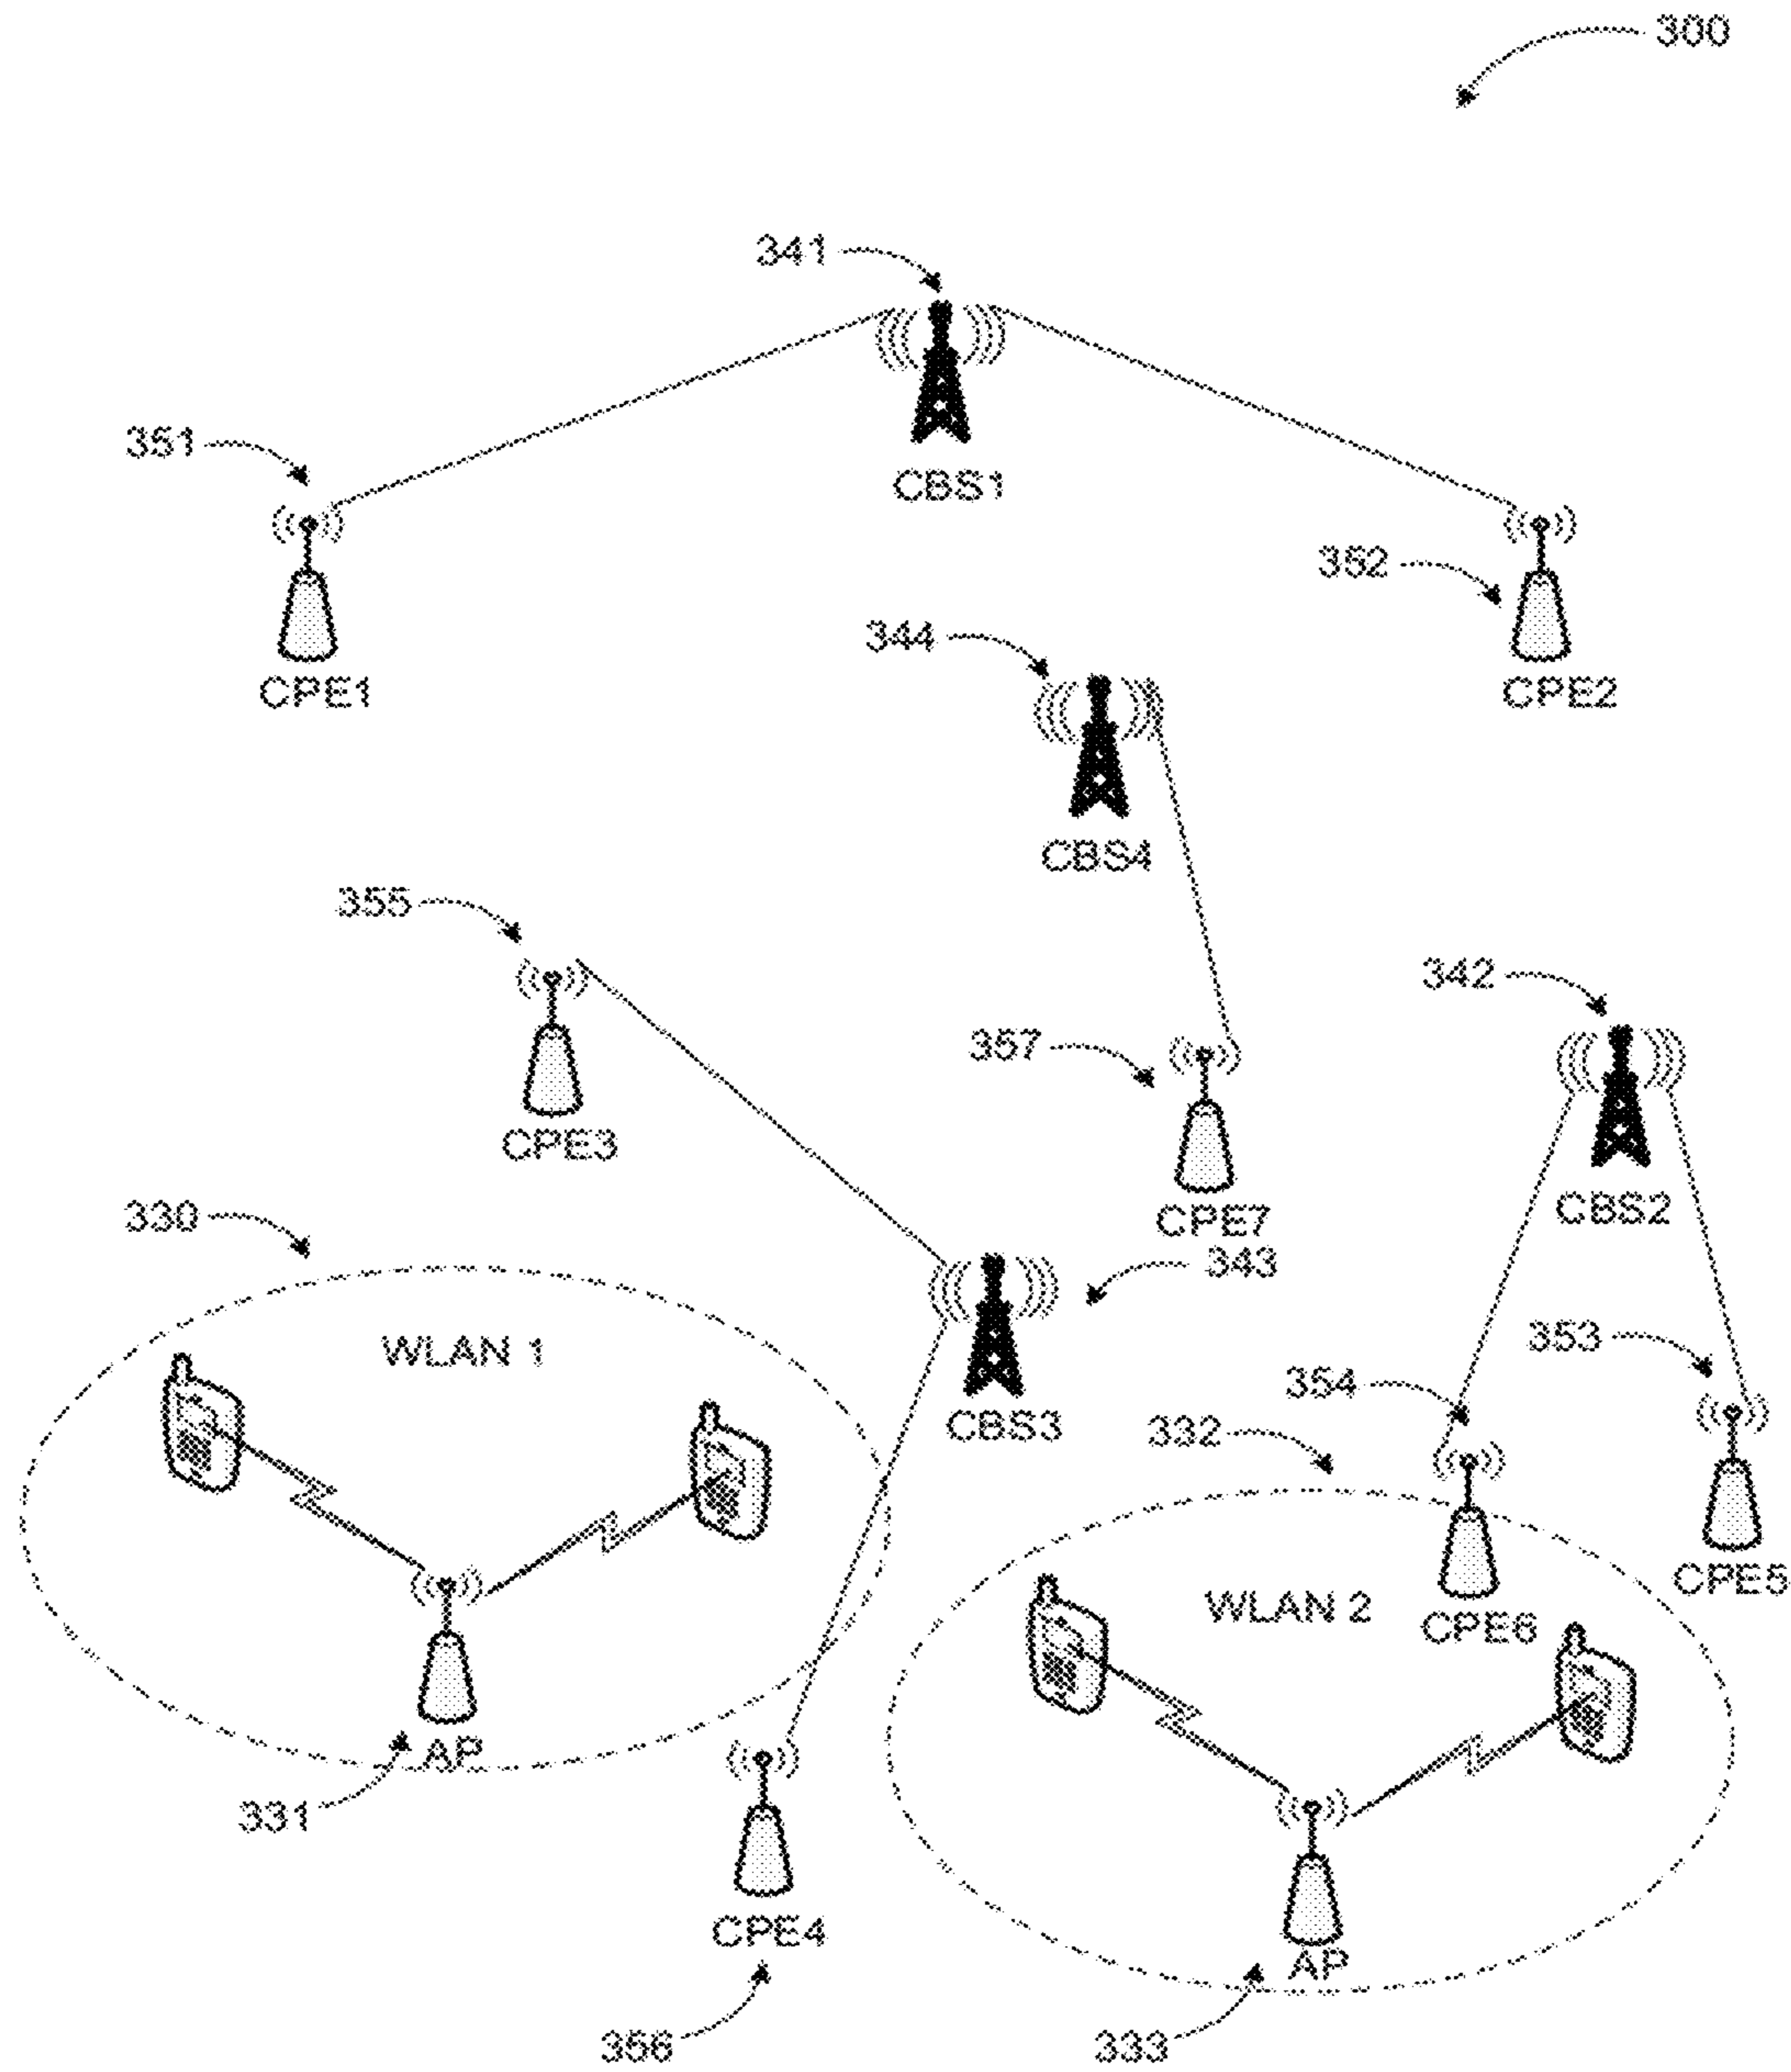 300
341
CBS1
351
CPE1
352
CPE2
344
CBS4
355
CPE3
357
CPE7
342
CBS2
330
WLAN 1
343
CBS3
353
354
332
CPE5
WLAN 2
CPE6
AP
331
CPE4
AP
356
333